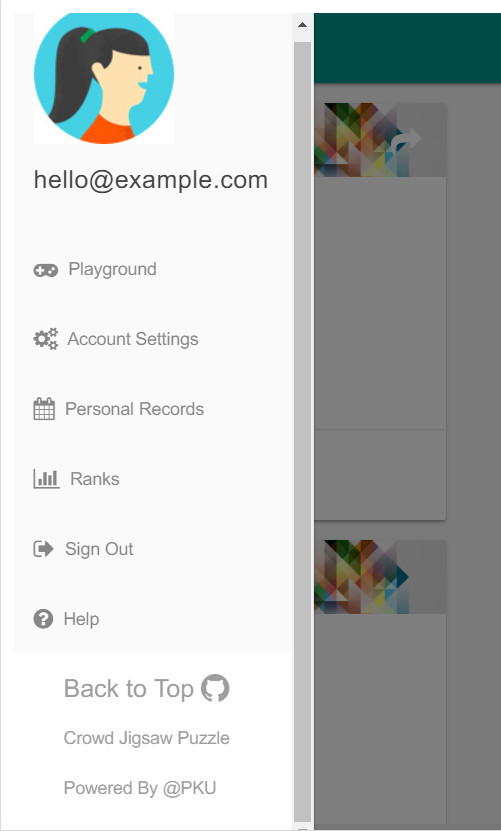 hello@example.com
Playground
Account Settings
Personal Records
Ranks
Sign Out
Help
Back to Top
Crowd Jigsaw Puzzle
Powered By @PKU